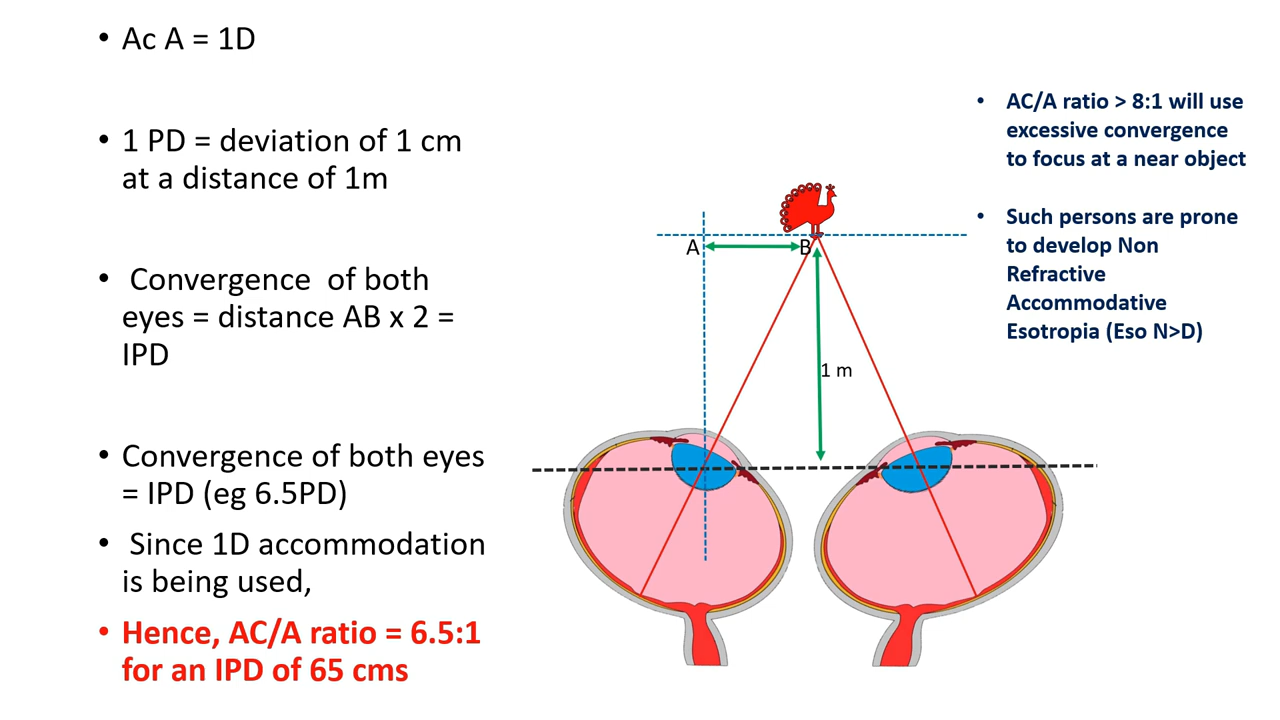 • Ac A = 1D
• 1 PD = deviation of 1 cm
at a distance of 1m
• Convergence of both
eyes = distance AB x 2 =
IPD
• Convergence of both eyes
= IPD (eg 6.5PD)
• Since 1D accommodation
is being used,
• Hence, AC/A ratio = 6.5:1
for an IPD of 65 cms
A
B
1 m
• AC/A ratio > 8:1 will use
excessive convergence
to focus at a near object
• Such persons are prone
to develop Non
Refractive
Accommodative
Esotropia (Eso N>D)